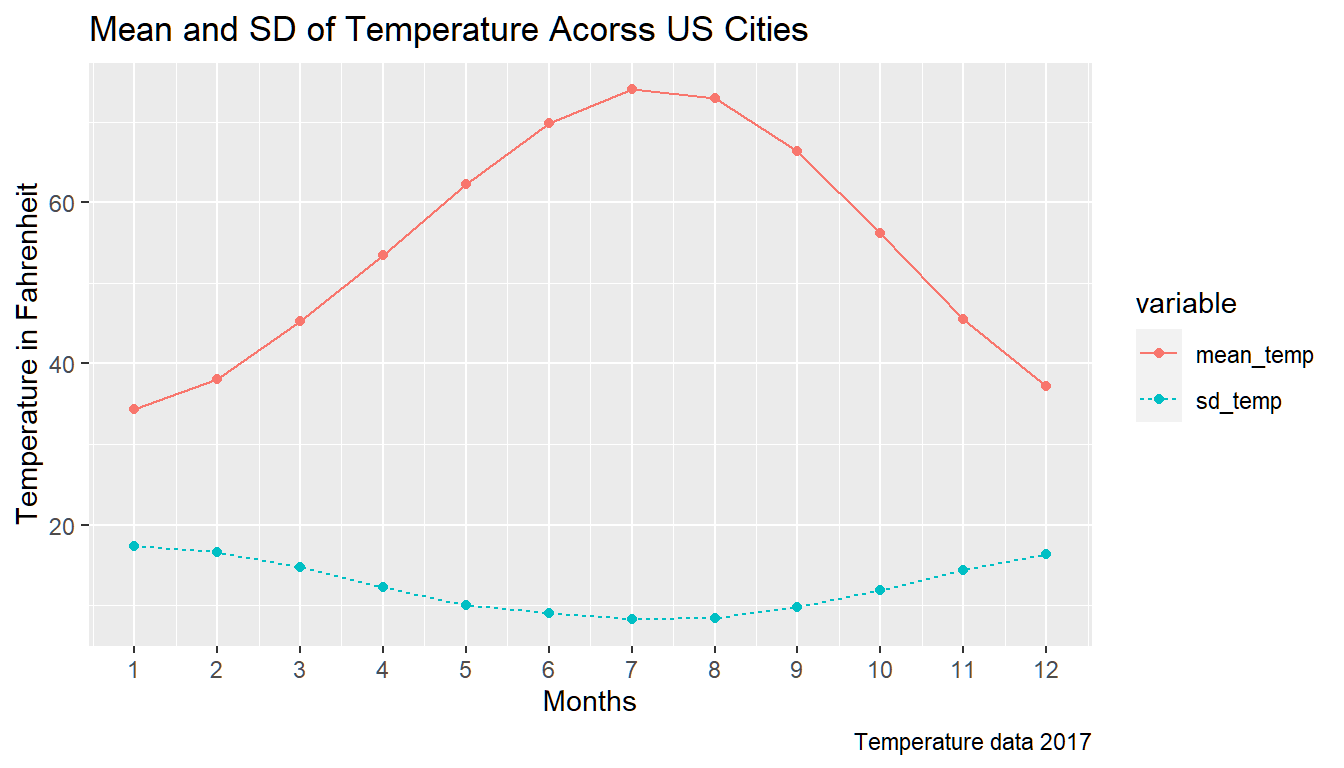 Mean and SD of Temperature Acorss US Cities
Temperature in Fahrenheit
60
40
20
1 2 3 4 5 6 7 8 9 10 11 12
Months
variable
mean_temp
sd_temp
Temperature data 2017